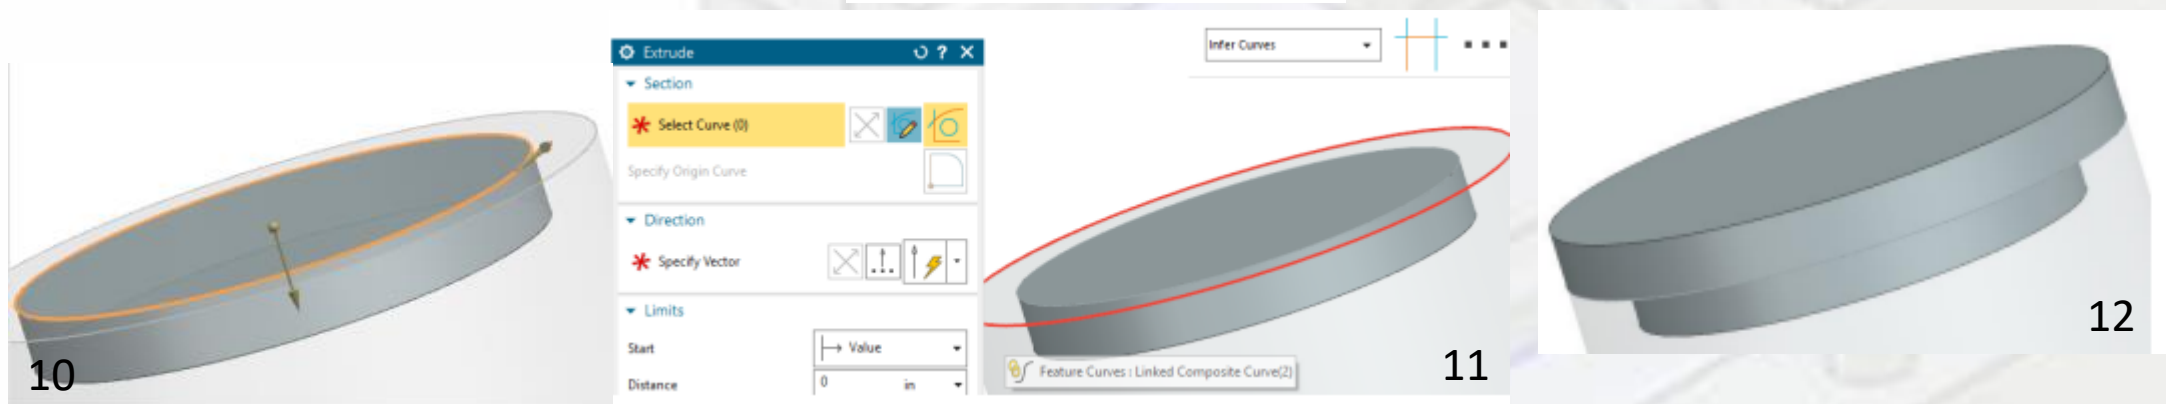 10
Extrude
Section
Select Curve (0)
Specify Origin Curve
Direction
Specify Vector
Limits
Start
Value
Distance
0 in
Infer Curves
Feature Curves : Linked Composite Curve(2)
11
12